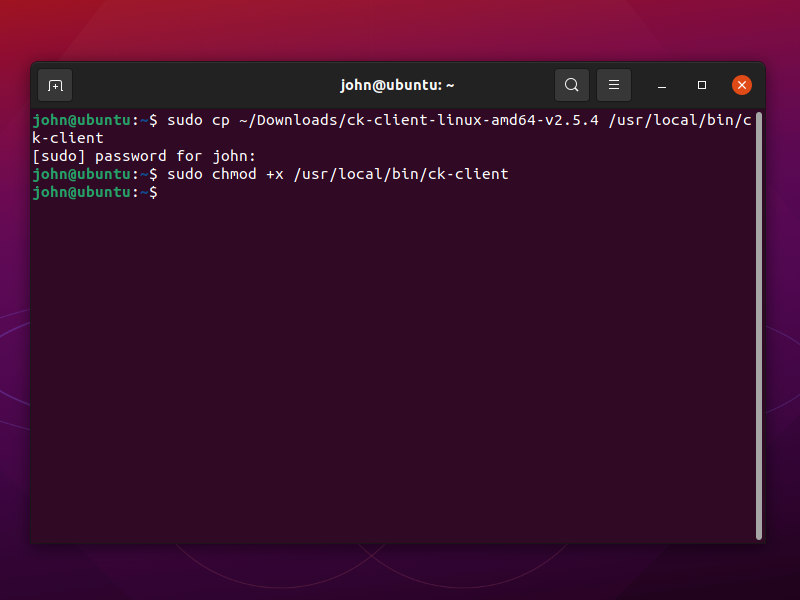 john@ubuntu: ~
john@ubuntu:~$ sudo cp ~/Downloads/ck-client-linux-amd64-v2.5.4 /usr/local/bin/c
k-client
[sudo] password for john:
john@ubuntu:~$ sudo chmod +x /usr/local/bin/ck-client
john@ubuntu:~$